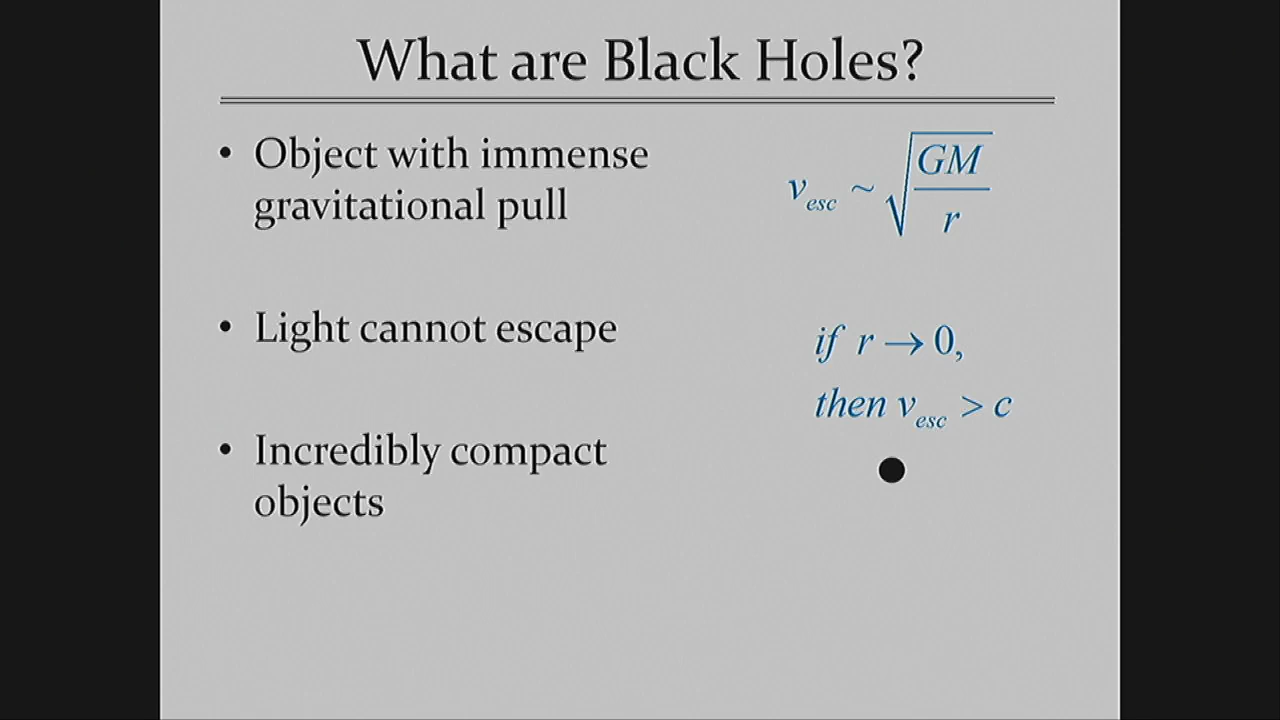 What are Black Holes?
• Object with immense
gravitational pull
v_esc ~ √(GM/r)
• Light cannot escape
if r → 0,
then v_esc > c
• Incredibly compact
objects